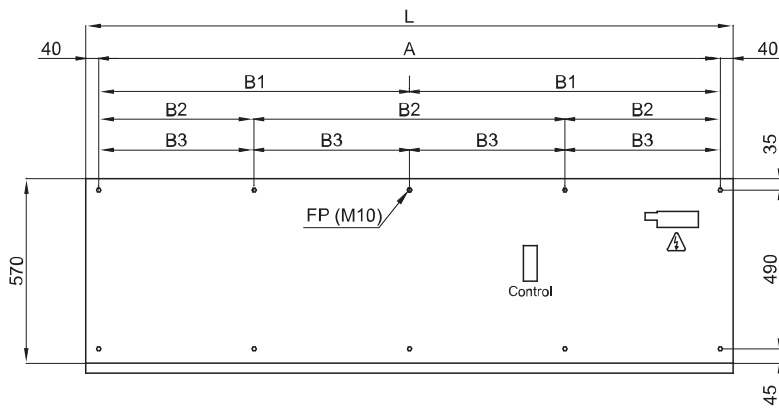 L
40 A 40
B1 B1
B2 B2 B2
B3 B3 B3 B3
35
FP (M10)
570
490
Control
45